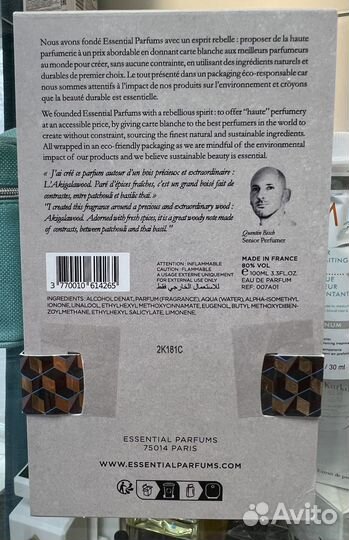 Nous avons fondé Essential Parfums avec un esprit rebelle : proposer de la haute
parfumerie à un prix abordable en donnant carte blanche aux meilleurs parfumeurs
au monde pour créer, sans aucune contrainte, en utilisant des ingrédients naturels et
durables de premier choix. Le tout présenté dans un packaging éco-responsable car
nous sommes attentifs à l'impact de nos produits sur l'environnement et croyons
que la beauté durable est essentielle.
We founded Essential Parfums with a rebellious spirit : to offer "haute" perfumery
at an accessible price, by giving carte blanche to the best perfumers in the world to
create without constraint, sourcing the finest natural and sustainable ingredients.
All wrapped in an eco-friendly packaging as we are mindful of the environmental
impact of our products and we believe sustainable beauty is essential.
« J'ai créé ce parfum autour d'un bois précieux et extraordinaire :
L'Akigalawood. Paré d'épices fraîches, c'est un grand boisé fait de
contrastes, entre patchouli et basilic thaï. »
"I created this fragrance around a precious and extraordinary wood :
Akigalawood. Adorned with fresh spices, it is a great woody note made
of contrasts, between patchouli and thai basil."
Quentin Bisch
Senior Perfumer
3 770010 614265
ATTENTION: INFLAMMABLE
CAUTION: FLAMMABLE
À USAGE EXTERNE UNIQUEMENT
FOR EXTERNAL USE ONLY
للاستعمال الخارجي فقط
MADE IN FRANCE
80% VOL
℮ 100ML 3.3FL.OZ
REF: 007A01
INGREDIENTS: ALCOHOL DENAT., PARFUM (FRAGRANCE), AQUA (WATER), ALPHA-ISOMETHYL
IONONE, LINALOOL, ETHYLHEXYL METHOXYCINNAMATE, EUGENOL, BUTYL METHOXYDIBEN-
ZOYLMETHANE, ETHYLHEXYL SALICYLATE, LIMONENE.
2K181C
ESSENTIAL PARFUMS
75014 PARIS
WWW.ESSENTIALPARFUMS.COM
/ 30 ml
Avito